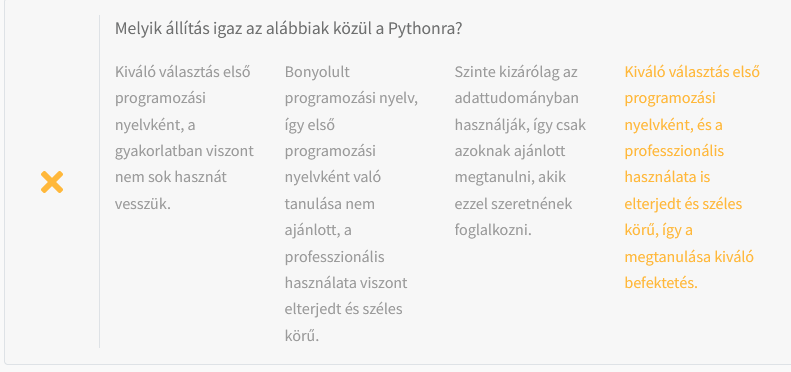 Melyik állítás igaz az alábbiak közül a Pythonra?
Kiváló választás első
programozási
nyelvként, a
gyakorlatban viszont
nem sok hasznát
vesszük.
Bonyolult
programozási nyelv,
így első
programozási
nyelvként való
tanulása nem
ajánlott, a
professzionális
használata viszont
elterjedt és széles
körű.
Szinte kizárólag az
adattudományban
használják, így csak
azoknak ajánlott
megtanulni, akik
ezzel szeretnének
foglalkozni.
Kiváló választás első
programozási
nyelvként, és a
professzionális
használata is
elterjedt és széles
körű, így a
megtanulása kiváló
befektetés.